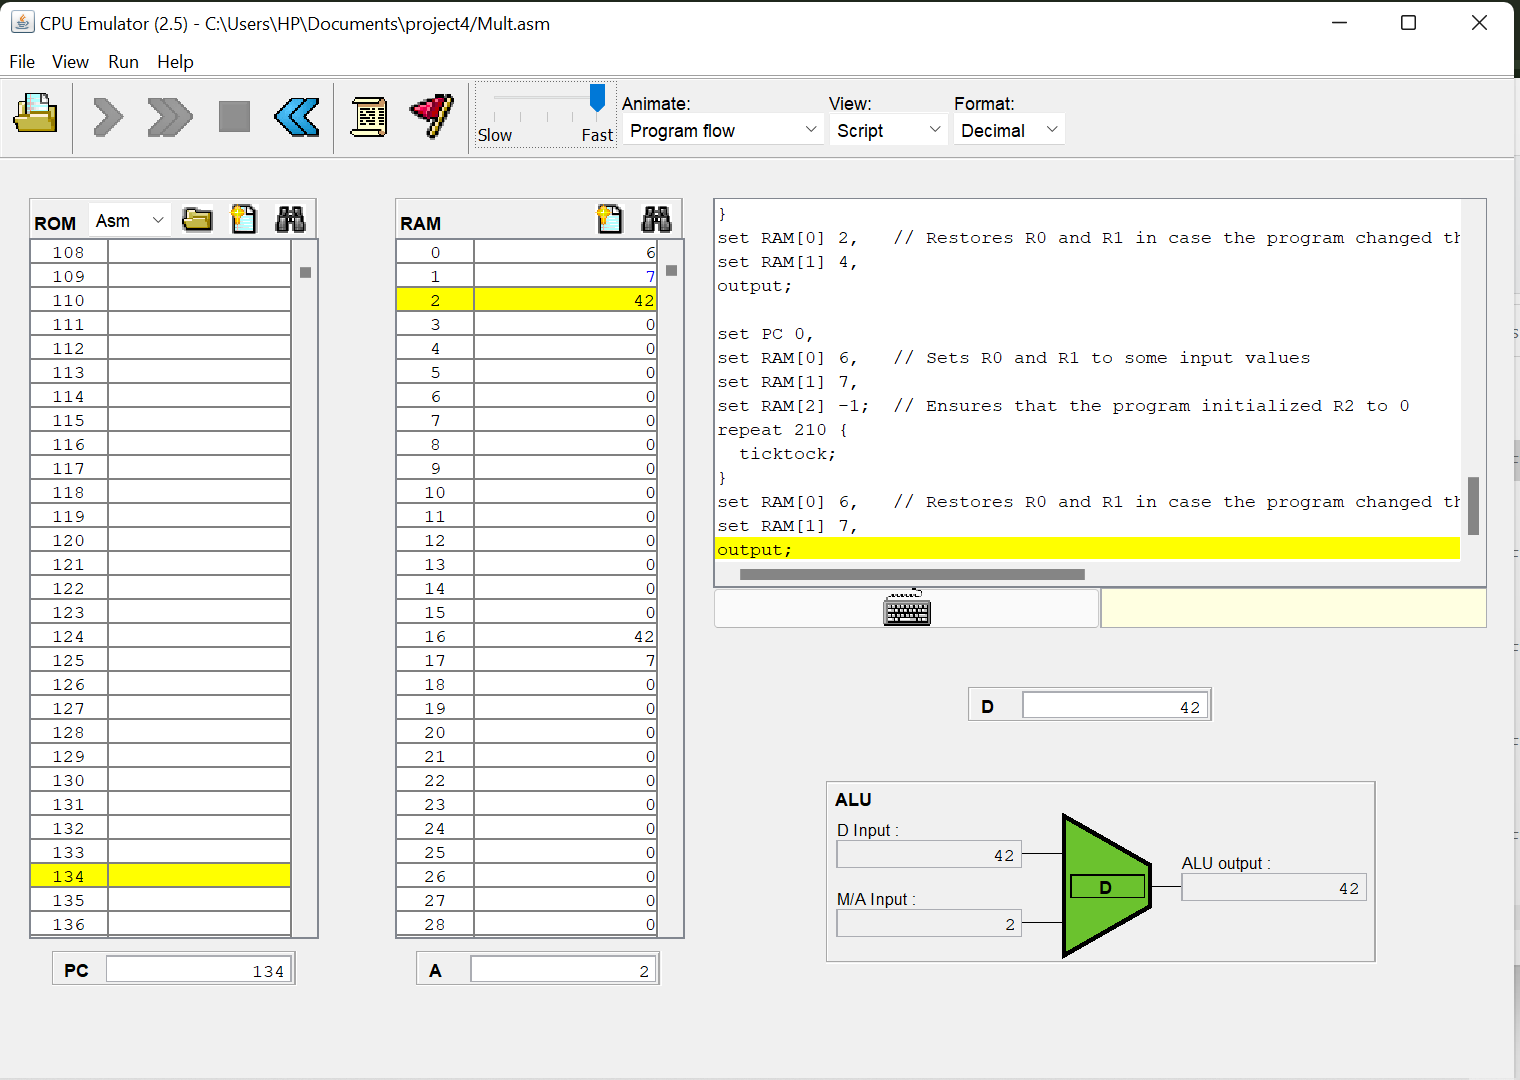 CPU Emulator (2.5) - C:\Users\HP\Documents\project4/Mult.asm
File View Run Help
Slow Fast
Animate:
Program flow
View:
Script
Format:
Decimal
ROM Asm
108
109
110
111
112
113
114
115
116
117
118
119
120
121
122
123
124
125
126
127
128
129
130
131
132
133
134
135
136
PC 134
RAM
0 6
1 7
2 42
3 0
4 0
5 0
6 0
7 0
8 0
9 0
10 0
11 0
12 0
13 0
14 0
15 0
16 42
17 7
18 0
19 0
20 0
21 0
22 0
23 0
24 0
25 0
26 0
27 0
28 0
A 2
}
set RAM[0] 2, // Restores R0 and R1 in case the program changed th
set RAM[1] 4,
output;
set PC 0,
set RAM[0] 6, // Sets R0 and R1 to some input values
set RAM[1] 7,
set RAM[2] -1; // Ensures that the program initialized R2 to 0
repeat 210 {
ticktock;
}
set RAM[0] 6, // Restores R0 and R1 in case the program changed th
set RAM[1] 7,
output;
D 42
ALU
D Input :
42
M/A Input :
2
D
ALU output :
42